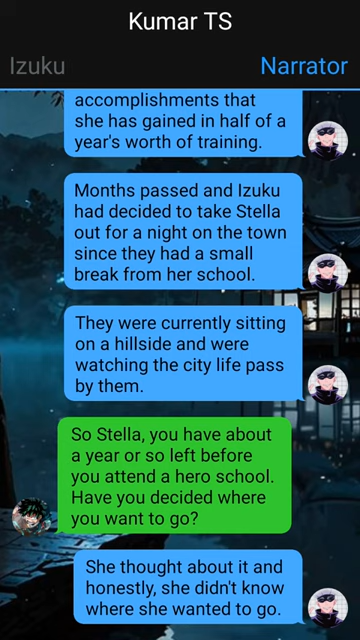 Kumar TS
Izuku
Narrator
accomplishments that
she has gained in half of a
year's worth of training.
Months passed and Izuku
had decided to take Stella
out for a night on the town
since they had a small
break from her school.
They were currently sitting
on a hillside and were
watching the city life pass
by them.
So Stella, you have about
a year or so left before
you attend a hero school.
Have you decided where
you want to go?
She thought about it and
honestly, she didn't know
where she wanted to go.